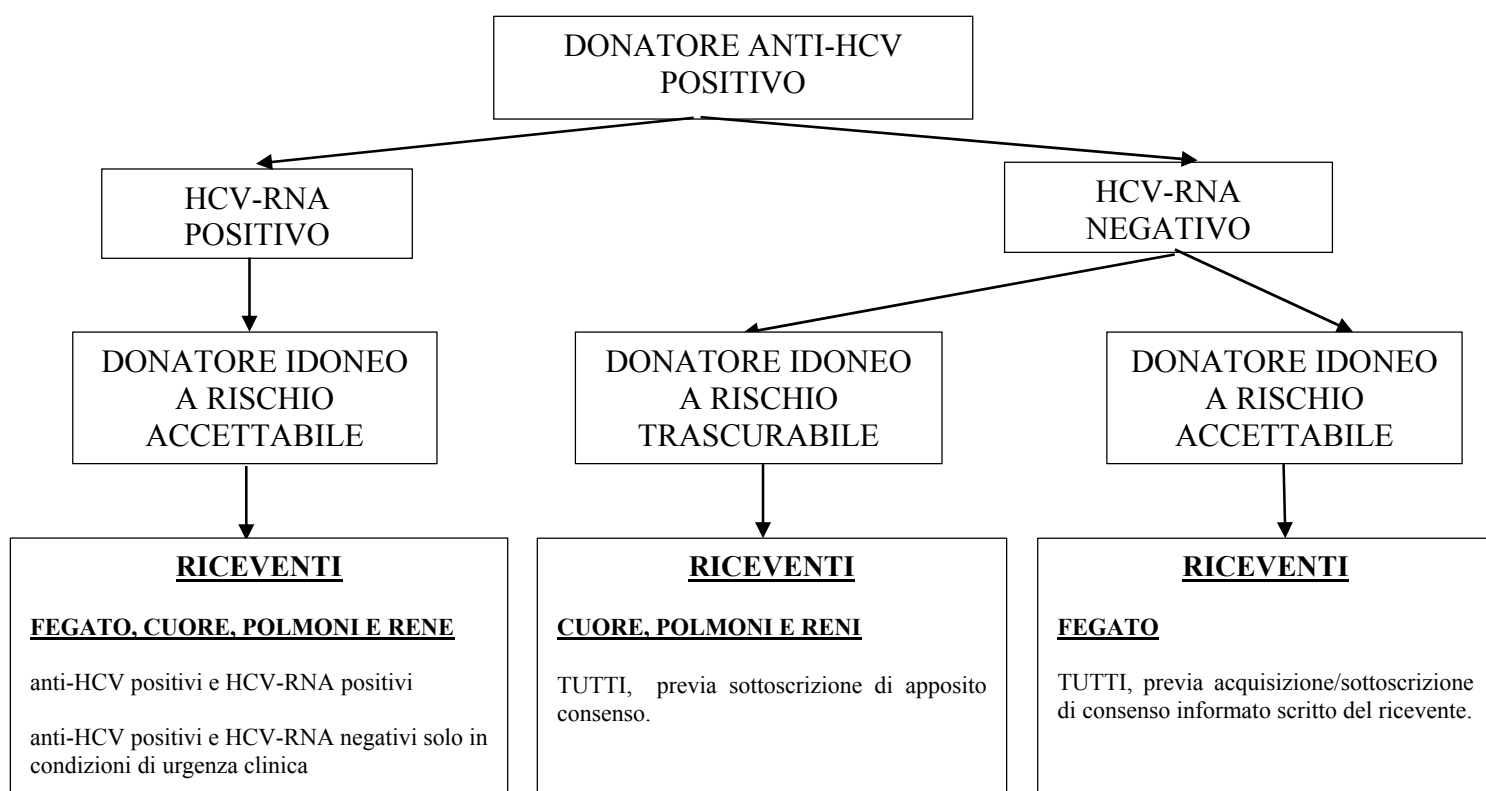 DONATORE ANTI-HCV
POSITIVO
HCV-RNA
POSITIVO
HCV-RNA
NEGATIVO
DONATORE IDONEO
A RISCHIO
ACCETTABILE
DONATORE IDONEO
A RISCHIO
TRASCURABILE
DONATORE IDONEO
A RISCHIO
ACCETTABILE
RICEVENTI
FEGATO, CUORE, POLMONI E RENE
anti-HCV positivi e HCV-RNA positivi
anti-HCV positivi e HCV-RNA negativi solo in
condizioni di urgenza clinica
RICEVENTI
CUORE, POLMONI E RENI
TUTTI, previa sottoscrizione di apposito
consenso.
RICEVENTI
FEGATO
TUTTI, previa acquisizione/sottoscrizione
di consenso informato scritto del ricevente.